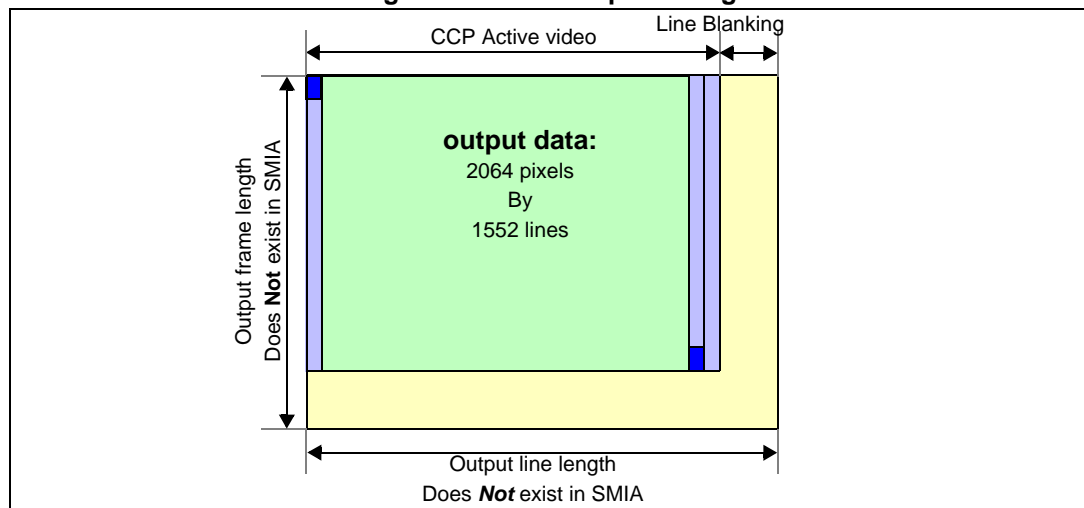 Line Blanking
CCP Active video
output data:
2064 pixels
By
1552 lines
Output frame length
Does Not exist in SMIA
Output line length
Does Not exist in SMIA